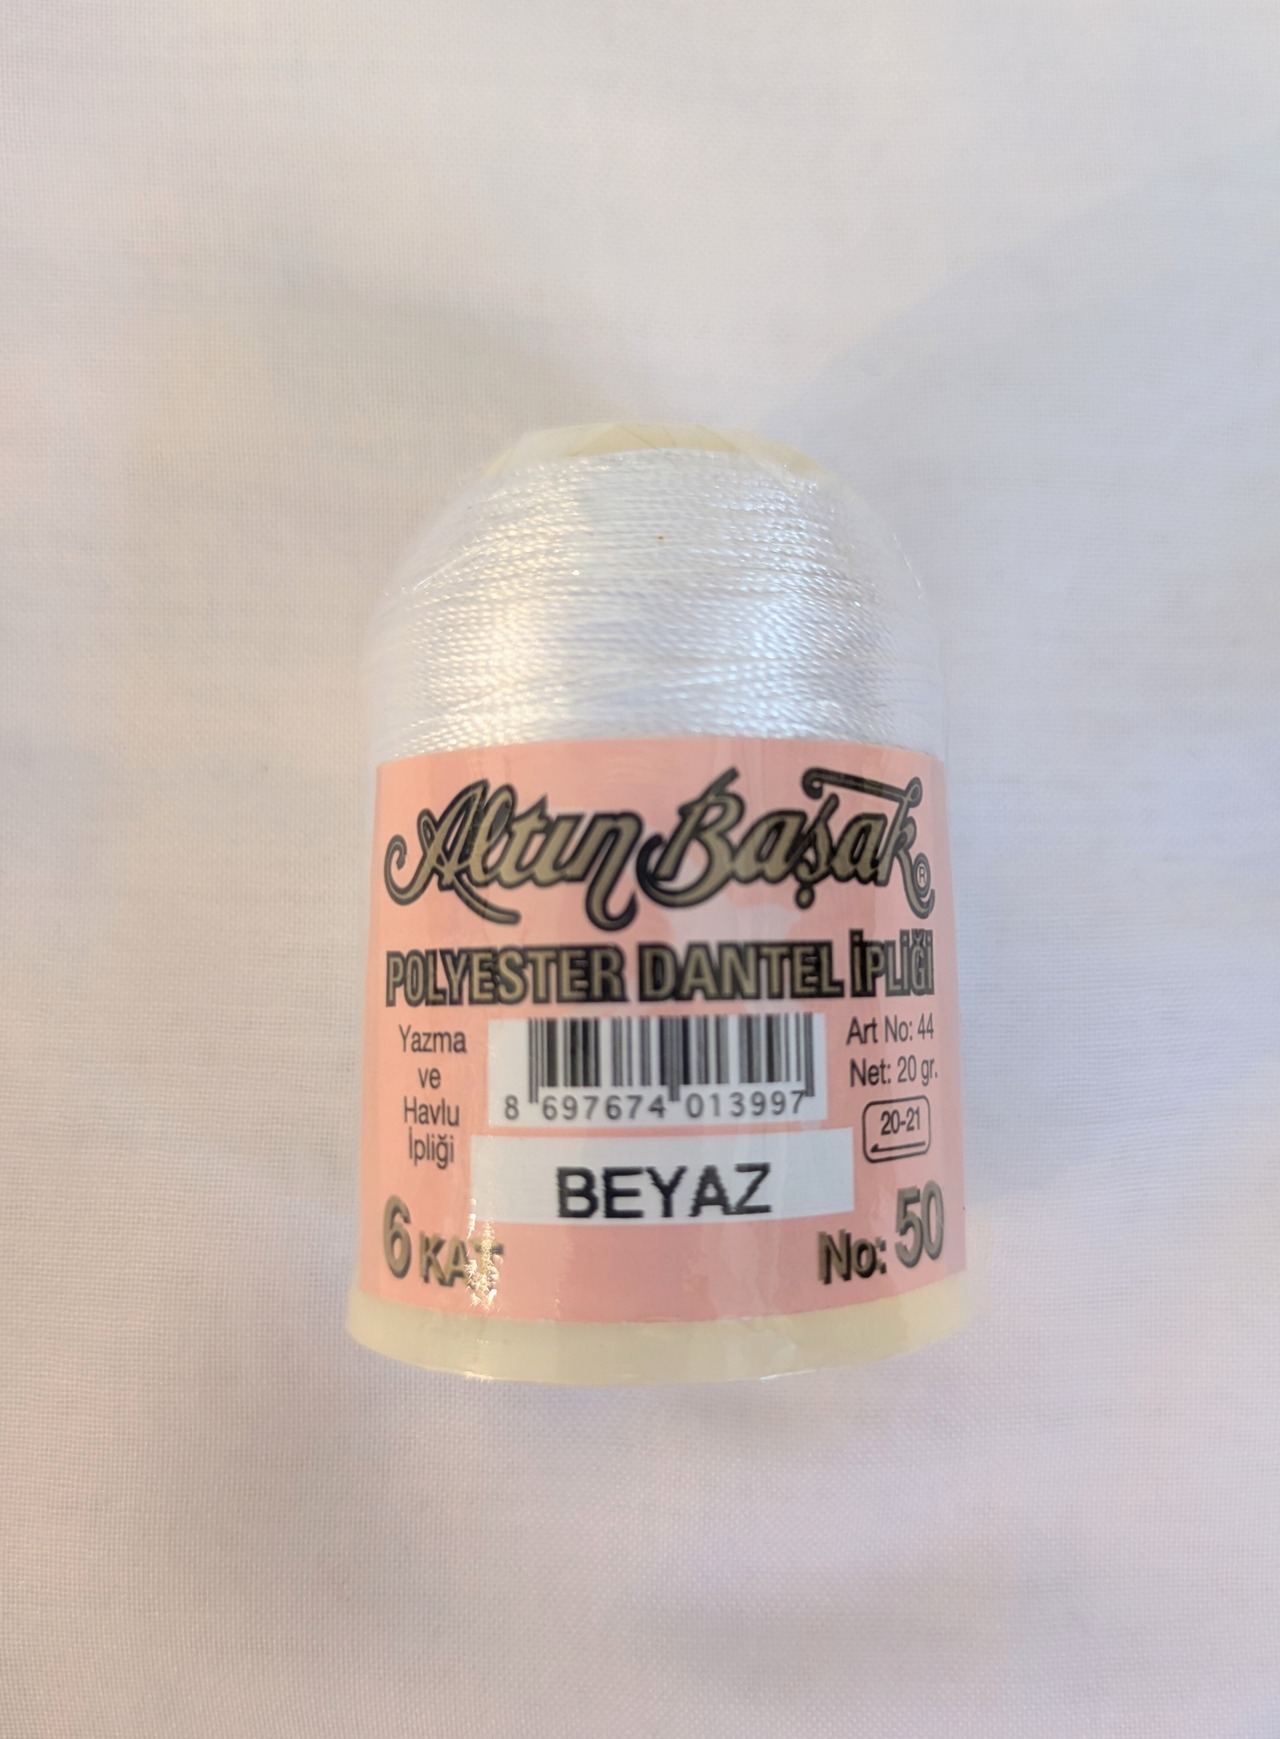 Altın Başak ®
POLYESTER DANTEL İPLİĞİ
Yazma
ve
Havlu
İpliği
8 697674 013997
Art No: 44
Net: 20 gr.
20-21
BEYAZ
6 KAT
No: 50